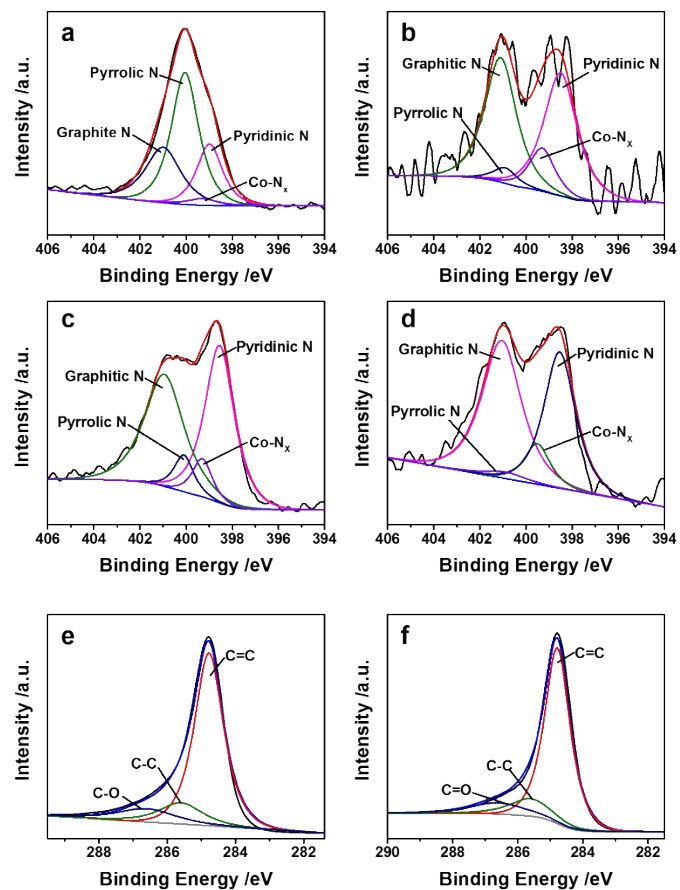 a
Pyrrolic N
Graphite N
Pyridinic N
Co-Nx
Intensity /a.u.
406 404 402 400 398 396 394
Binding Energy /eV
b
Graphitic N
Pyridinic N
Pyrrolic N
Co-Nx
Intensity /a.u.
406 404 402 400 398 396 394
Binding Energy /eV
c
Graphitic N
Pyridinic N
Pyrrolic N
Co-Nx
Intensity /a.u.
406 404 402 400 398 396 394
Binding Energy /eV
d
Graphitic N
Pyridinic N
Pyrrolic N
Co-Nx
Intensity /a.u.
406 404 402 400 398 396 394
Binding Energy /eV
e
C=C
C-C
C-O
Intensity /a.u.
288 286 284 282
Binding Energy /eV
f
C=C
C-C
C=O
Intensity /a.u.
290 288 286 284 282
Binding Energy /eV